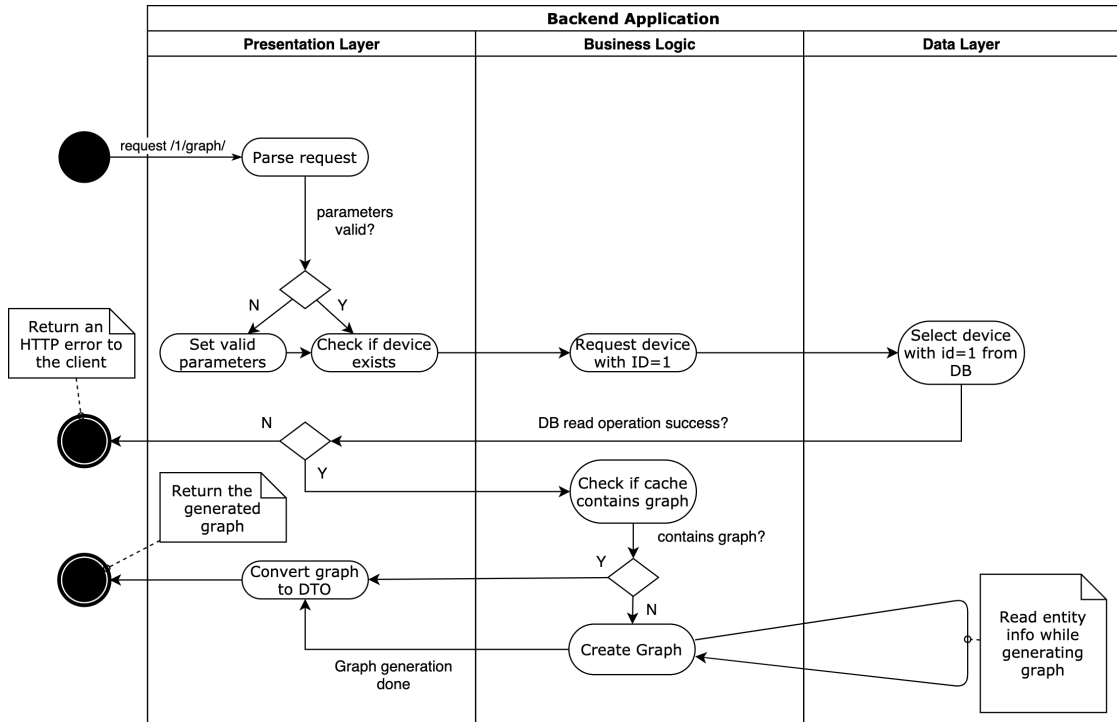 Backend Application
Presentation Layer
Business Logic
Data Layer
request /1/graph/
Parse request
parameters
valid?
N
Y
Return an
HTTP error to
the client
Set valid
parameters
Check if device
exists
Request device
with ID=1
Select device
with id=1 from
DB
DB read operation success?
N
Y
Check if cache
contains graph
Return the
generated
graph
contains graph?
Y
N
Convert graph
to DTO
Create Graph
Graph generation
done
Read entity
info while
generating
graph